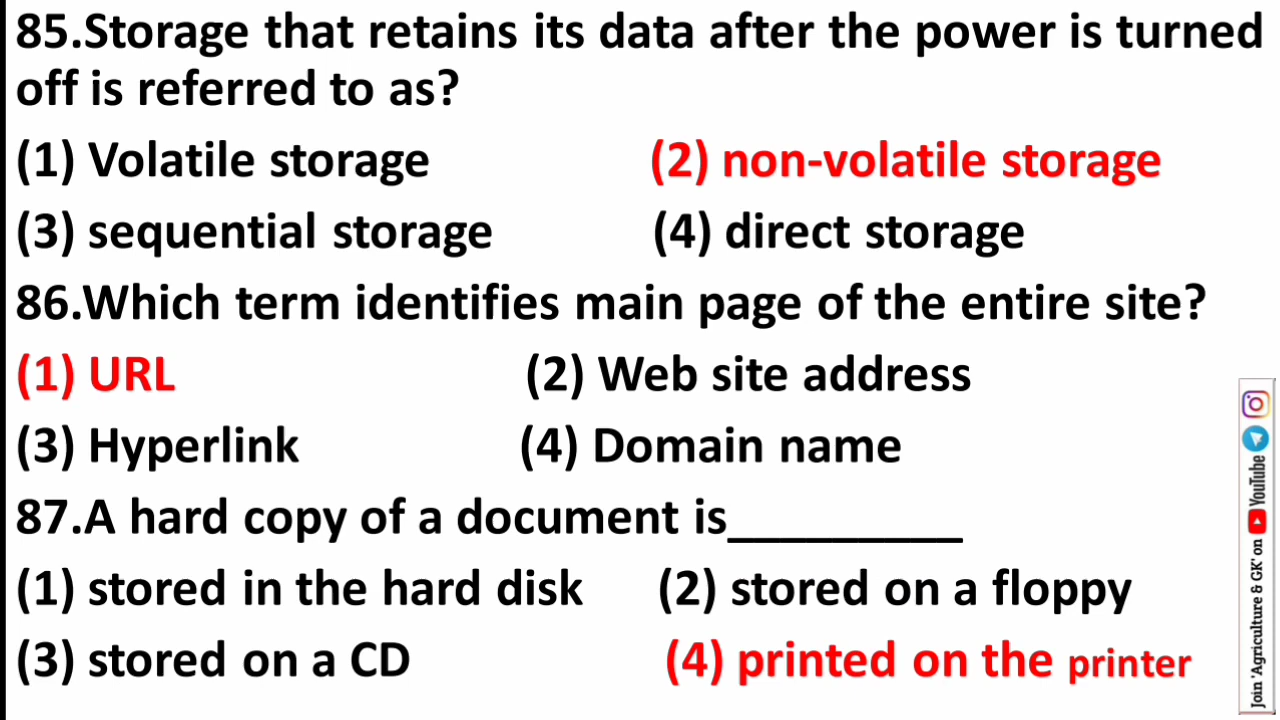 85.Storage that retains its data after the power is turned
off is referred to as?
(1) Volatile storage (2) non-volatile storage
(3) sequential storage (4) direct storage
86.Which term identifies main page of the entire site?
(1) URL (2) Web site address
(3) Hyperlink (4) Domain name
87.A hard copy of a document is_________
(1) stored in the hard disk (2) stored on a floppy
(3) stored on a CD (4) printed on the printer
Join 'Agriculture & GK' on YouTube